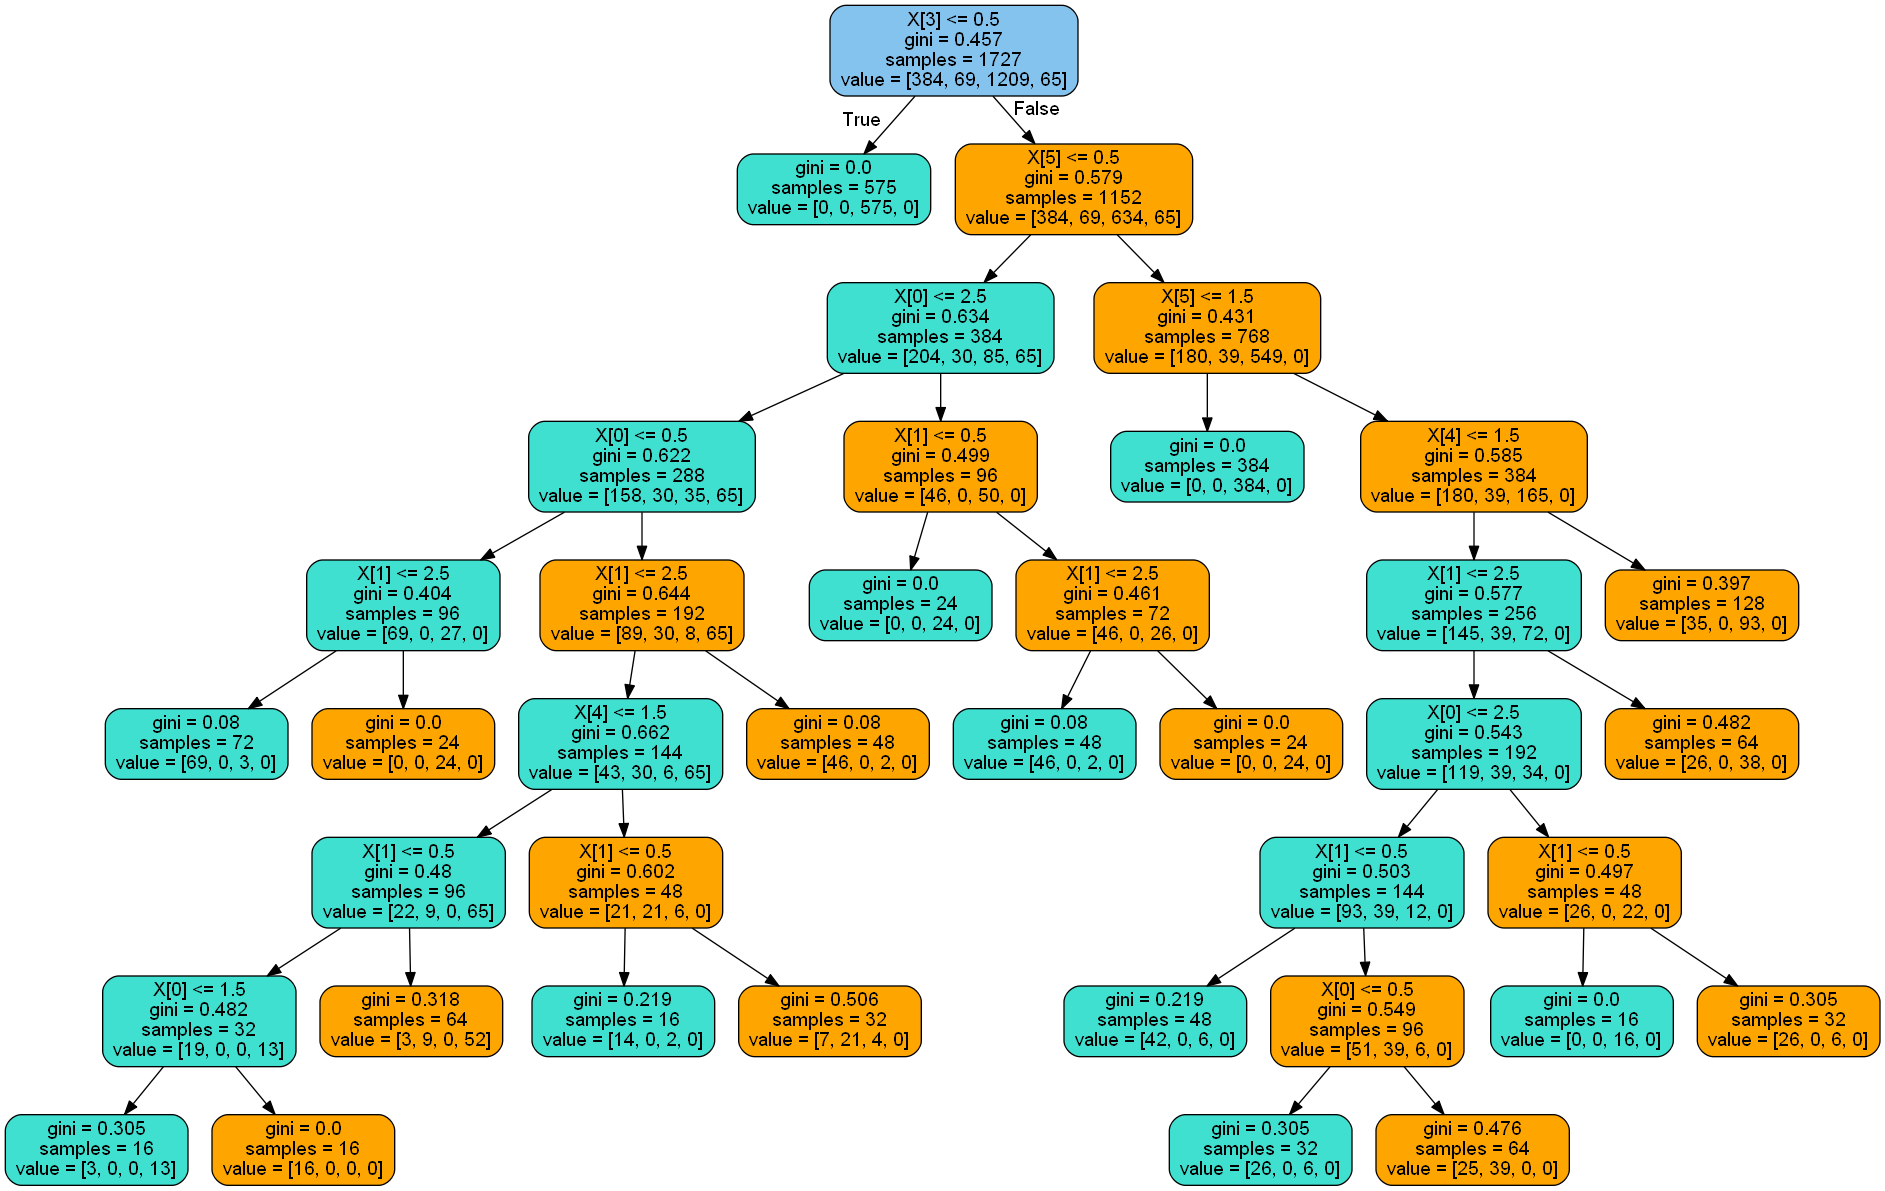 X[3] <= 0.5
gini = 0.457
samples = 1727
value = [384, 69, 1209, 65]
True
False
gini = 0.0
samples = 575
value = [0, 0, 575, 0]
X[5] <= 0.5
gini = 0.579
samples = 1152
value = [384, 69, 634, 65]
X[0] <= 2.5
gini = 0.634
samples = 384
value = [204, 30, 85, 65]
X[5] <= 1.5
gini = 0.431
samples = 768
value = [180, 39, 549, 0]
X[0] <= 0.5
gini = 0.622
samples = 288
value = [158, 30, 35, 65]
X[1] <= 0.5
gini = 0.499
samples = 96
value = [46, 0, 50, 0]
gini = 0.0
samples = 384
value = [0, 0, 384, 0]
X[4] <= 1.5
gini = 0.585
samples = 384
value = [180, 39, 165, 0]
X[1] <= 2.5
gini = 0.404
samples = 96
value = [69, 0, 27, 0]
X[1] <= 2.5
gini = 0.644
samples = 192
value = [89, 30, 8, 65]
gini = 0.0
samples = 24
value = [0, 0, 24, 0]
X[1] <= 2.5
gini = 0.461
samples = 72
value = [46, 0, 26, 0]
X[1] <= 2.5
gini = 0.577
samples = 256
value = [145, 39, 72, 0]
gini = 0.397
samples = 128
value = [35, 0, 93, 0]
gini = 0.08
samples = 72
value = [69, 0, 3, 0]
gini = 0.0
samples = 24
value = [0, 0, 24, 0]
X[4] <= 1.5
gini = 0.662
samples = 144
value = [43, 30, 6, 65]
gini = 0.08
samples = 48
value = [46, 0, 2, 0]
gini = 0.08
samples = 48
value = [46, 0, 2, 0]
gini = 0.0
samples = 24
value = [0, 0, 24, 0]
X[0] <= 2.5
gini = 0.543
samples = 192
value = [119, 39, 34, 0]
gini = 0.482
samples = 64
value = [26, 0, 38, 0]
X[1] <= 0.5
gini = 0.48
samples = 96
value = [22, 9, 0, 65]
X[1] <= 0.5
gini = 0.602
samples = 48
value = [21, 21, 6, 0]
X[1] <= 0.5
gini = 0.503
samples = 144
value = [93, 39, 12, 0]
X[1] <= 0.5
gini = 0.497
samples = 48
value = [26, 0, 22, 0]
X[0] <= 1.5
gini = 0.482
samples = 32
value = [19, 0, 0, 13]
gini = 0.318
samples = 64
value = [3, 9, 0, 52]
gini = 0.219
samples = 16
value = [14, 0, 2, 0]
gini = 0.506
samples = 32
value = [7, 21, 4, 0]
gini = 0.219
samples = 48
value = [42, 0, 6, 0]
X[0] <= 0.5
gini = 0.549
samples = 96
value = [51, 39, 6, 0]
gini = 0.0
samples = 16
value = [0, 0, 16, 0]
gini = 0.305
samples = 32
value = [26, 0, 6, 0]
gini = 0.305
samples = 16
value = [3, 0, 0, 13]
gini = 0.0
samples = 16
value = [16, 0, 0, 0]
gini = 0.305
samples = 32
value = [26, 0, 6, 0]
gini = 0.476
samples = 64
value = [25, 39, 0, 0]